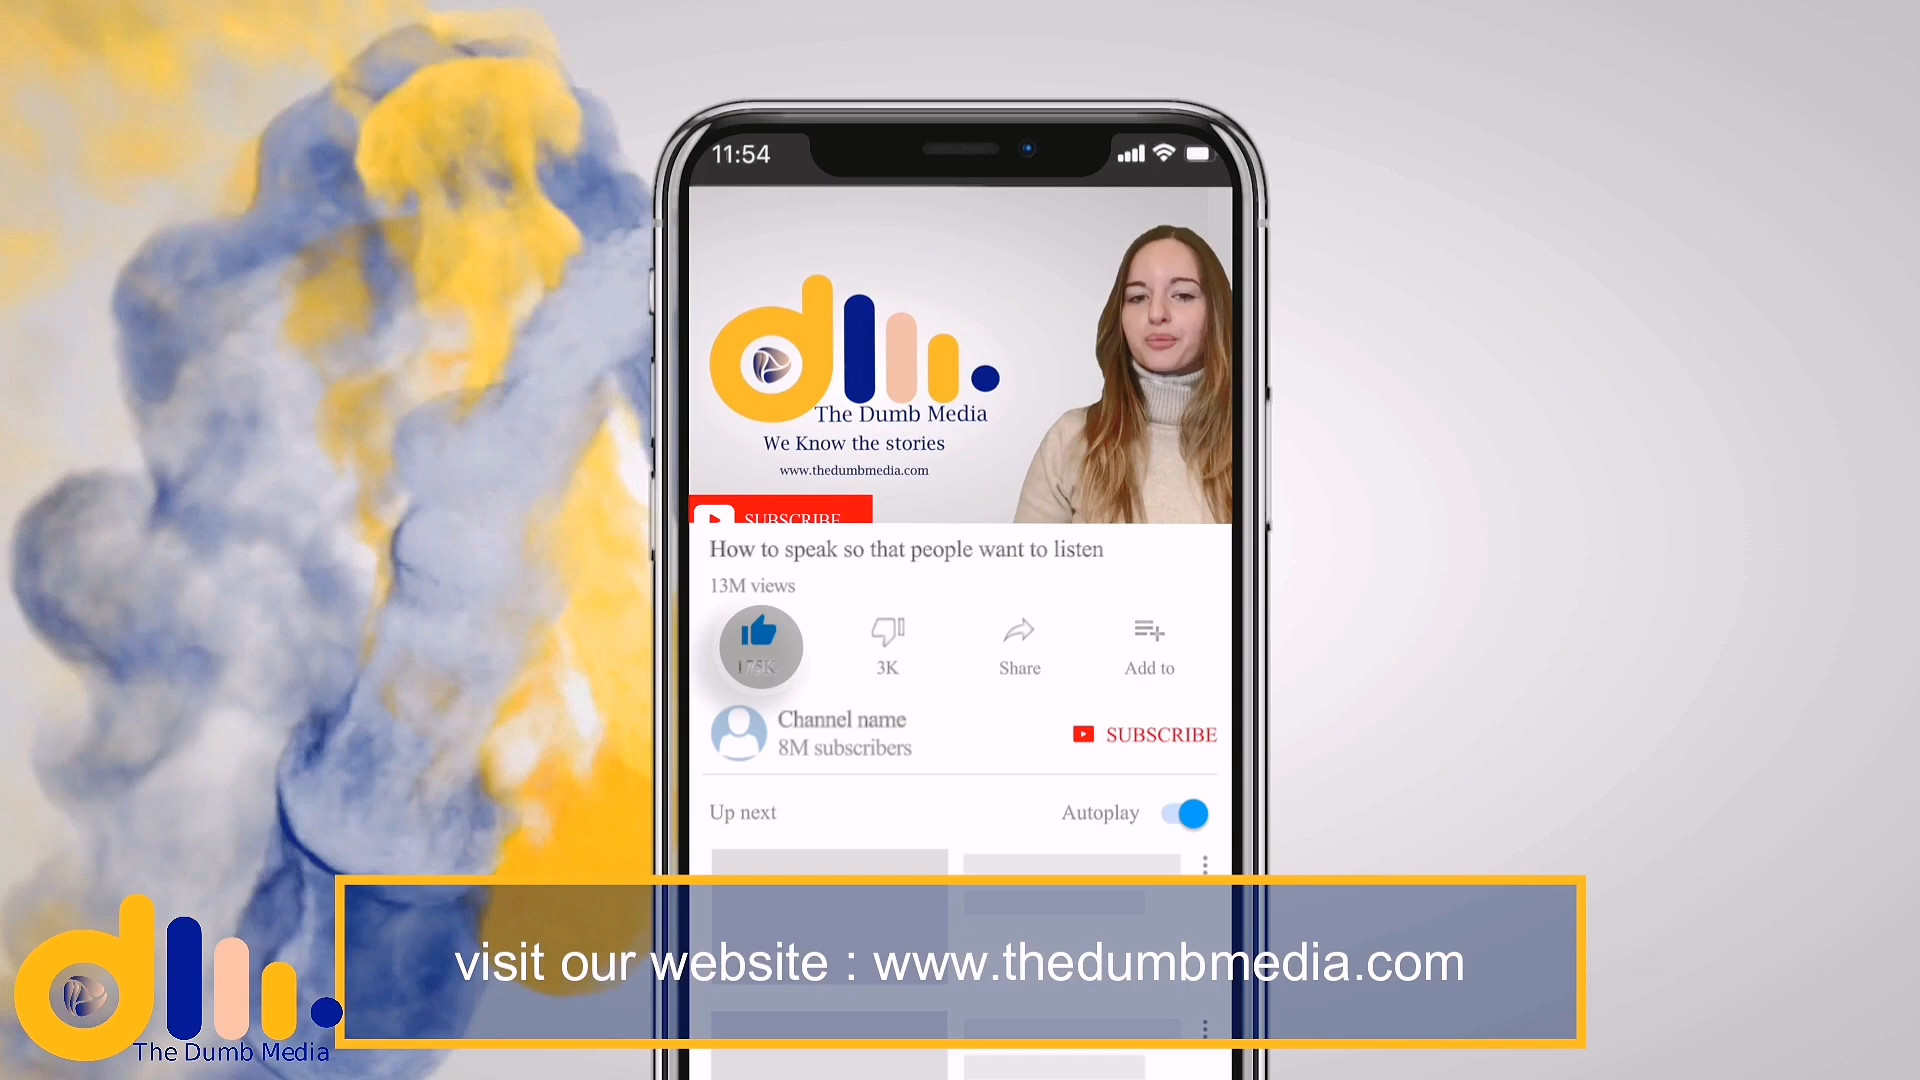 11:54
The Dumb Media
We Know the stories
www.thedumbmedia.com
SUBSCRIBE
How to speak so that people want to listen
13M views
175K
3K
Share
Add to
Channel name
8M subscribers
SUBSCRIBE
Up next
Autoplay
visit our website : www.thedumbmedia.com
The Dumb Media